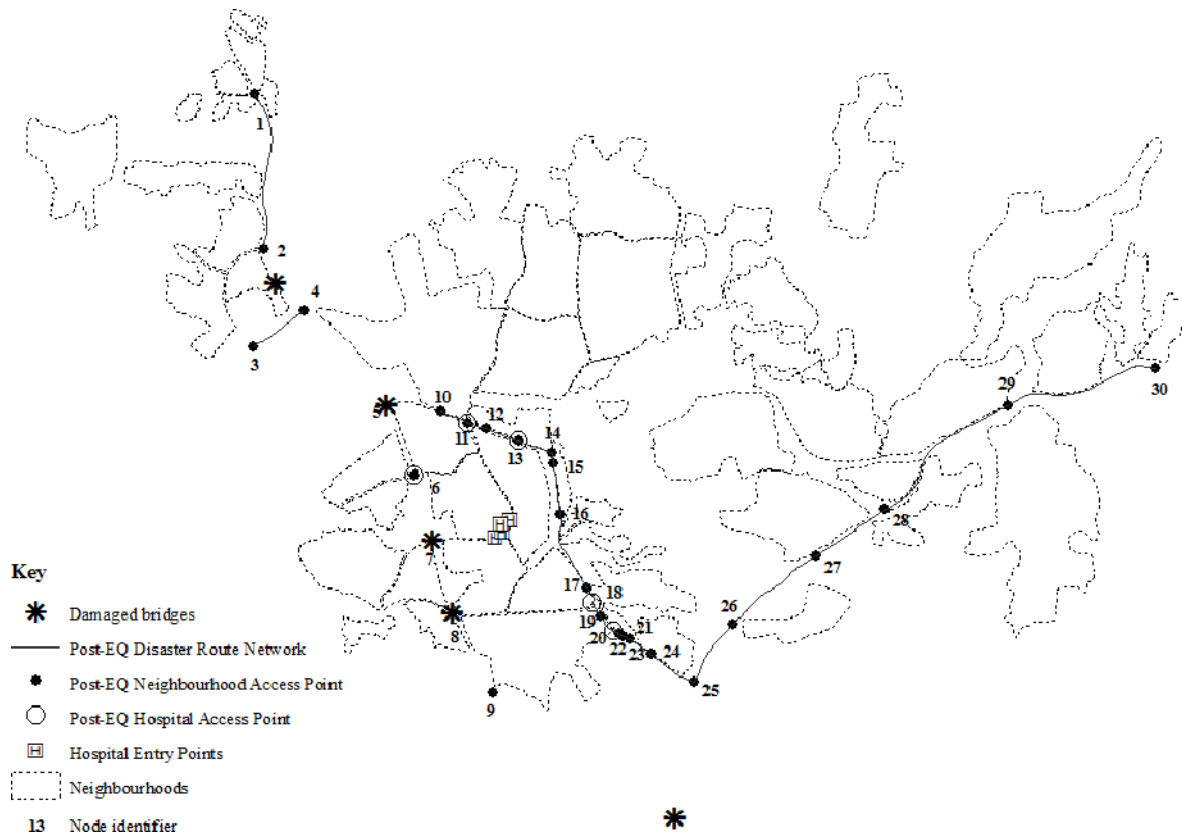 1
2
4
3
30
29
10
5
12
11
14
13
15
6
16
28
7
27
17
18
26
19
8
20
21
22
23
24
25
9
Key
Damaged bridges
Post-EQ Disaster Route Network
Post-EQ Neighbourhood Access Point
Post-EQ Hospital Access Point
H Hospital Entry Points
Neighbourhoods
13 Node identifier
H
H
H